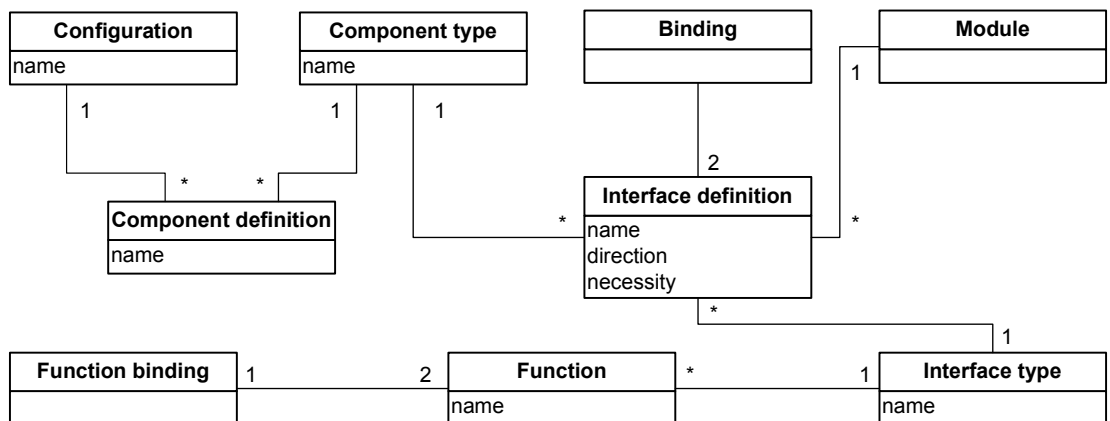 Configuration
name
Component type
name
Binding
Module
1
1
1
1
2
*
*
Component definition
name
*
Interface definition
name
direction
necessity
*
*
1
Function binding
1
2
Function
name
*
1
Interface type
name